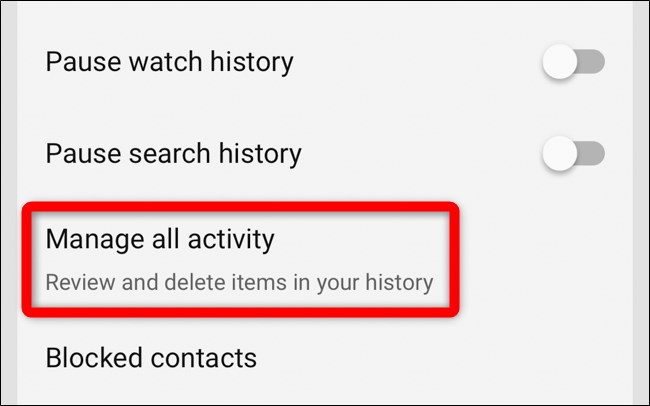 Pause watch history
Pause search history
Manage all activity
Review and delete items in your history
Blocked contacts